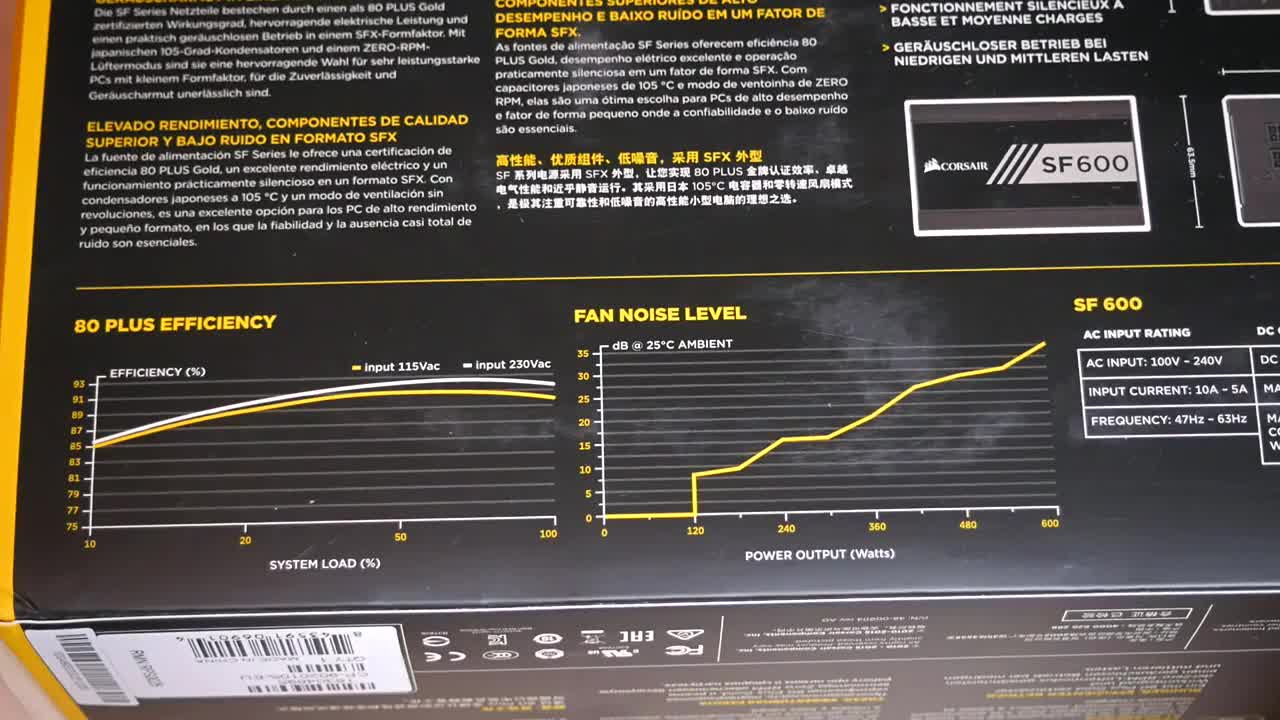 Die SF Series Netzteile bestechen durch einen als 80 PLUS Gold
zertifizierten Wirkungsgrad, hervorragende elektrische Leistung und
einen praktisch geräuschlosen Betrieb in einem SFX-Formfaktor. Mit
japanischen 105-Grad-Kondensatoren und einem ZERO-RPM-
Lüftermodus sind sie eine hervorragende Wahl für sehr leistungsstarke
PCs mit kleinem Formfaktor, für die Zuverlässigkeit und
Geräuscharmut unerlässlich sind.
ELEVADO RENDIMIENTO, COMPONENTES DE CALIDAD
SUPERIOR Y BAJO RUIDO EN FORMATO SFX
La fuente de alimentación SF Series le ofrece una certificación de
eficiencia 80 PLUS Gold, un excelente rendimiento eléctrico y un
funcionamiento prácticamente silencioso en un formato SFX. Con
condensadores japoneses a 105 °C y un modo de ventilación sin
revoluciones, es una excelente opción para los PC de alto rendimiento
y pequeño formato, en los que la fiabilidad y la ausencia casi total de
ruido son esenciales.
COMPONENTES SUPERIORES DE ALTO
DESEMPENHO E BAIXO RUÍDO EM UM FATOR DE
FORMA SFX.
As fontes de alimentação SF Series oferecem eficiência 80
PLUS Gold, desempenho elétrico excelente e operação
praticamente silenciosa em um fator de forma SFX. Com
capacitores japoneses de 105 °C e modo de ventoinha de ZERO
RPM, elas são uma ótima escolha para PCs de alto desempenho
e fator de forma pequeno onde a confiabilidade e o baixo ruído
são essenciais.
高性能、优质组件、低噪音，采用 SFX 外型
SF 系列电源采用 SFX 外型，让您实现 80 PLUS 金牌认证效率、卓越
电气性能和近乎静音运行。其采用日本 105°C 电容器和零转速风扇模式
，是极其注重可靠性和低噪音的高性能小型电脑的理想之选。
> FONCTIONNEMENT SILENCIEUX À
BASSE ET MOYENNE CHARGES
> GERÄUSCHLOSER BETRIEB BEI
NIEDRIGEN UND MITTLEREN LASTEN
CORSAIR SF600
63.5mm
80 PLUS EFFICIENCY
EFFICIENCY (%)
input 115Vac input 230Vac
93
91
89
87
85
83
81
79
77
75
10 20 50 100
SYSTEM LOAD (%)
FAN NOISE LEVEL
dB @ 25°C AMBIENT
35
30
25
20
15
10
5
0
0 120 240 360 480 600
POWER OUTPUT (Watts)
SF 600
AC INPUT RATING
AC INPUT: 100V - 240V
INPUT CURRENT: 10A - 5A
FREQUENCY: 47Hz - 63Hz
DC
MADE IN CHINA
QTY: 1
EAC